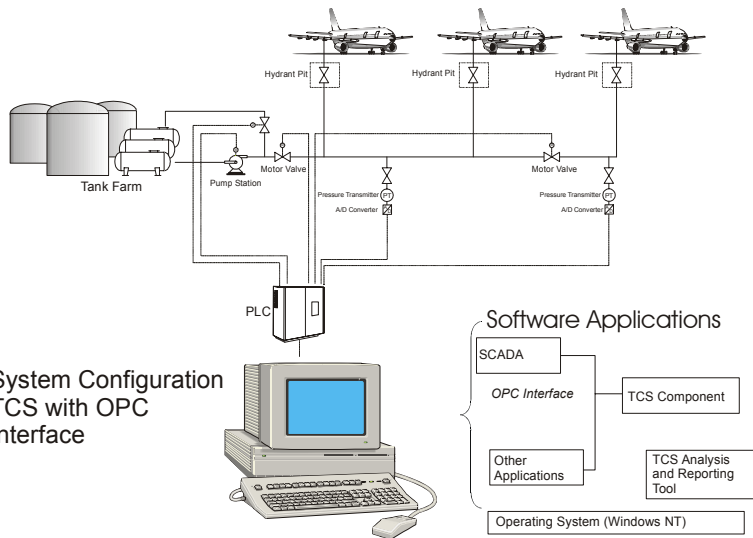 Hydrant Pit
Hydrant Pit
Hydrant Pit
Tank Farm
Pump Station
Motor Valve
Motor Valve
Pressure Transmitter
PT
A/D Converter
Pressure Transmitter
PT
A/D Converter
PLC
System Configuration
TCS with OPC
Interface
Software Applications
SCADA
OPC Interface
TCS Component
Other
Applications
TCS Analysis
and Reporting
Tool
Operating System (Windows NT)